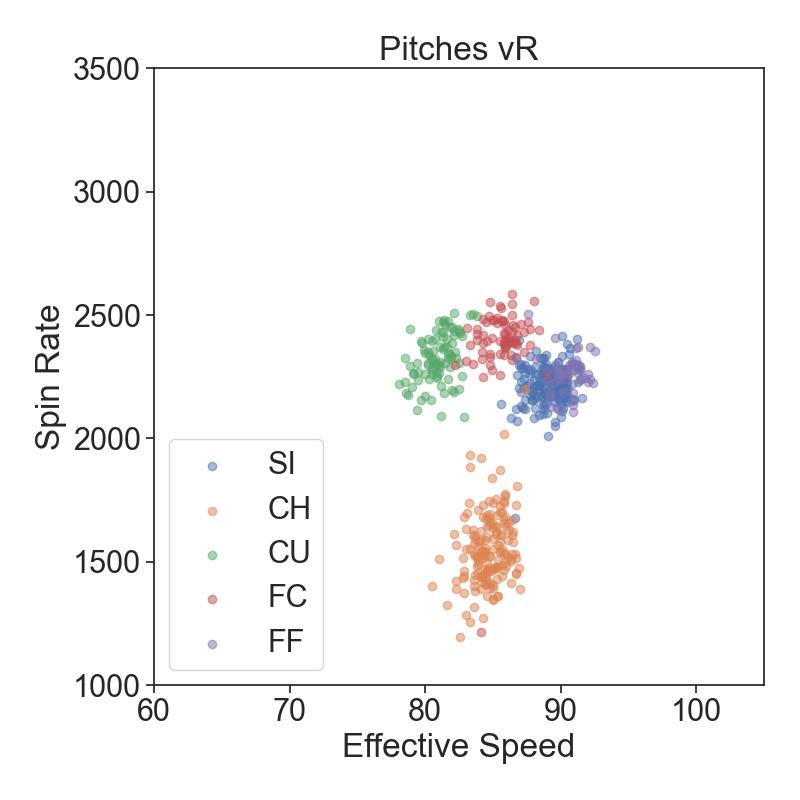 Pitches vR
3500
3000
2500
2000
1500
1000
Spin Rate
SI
CH
CU
FC
FF
60 70 80 90 100
Effective Speed